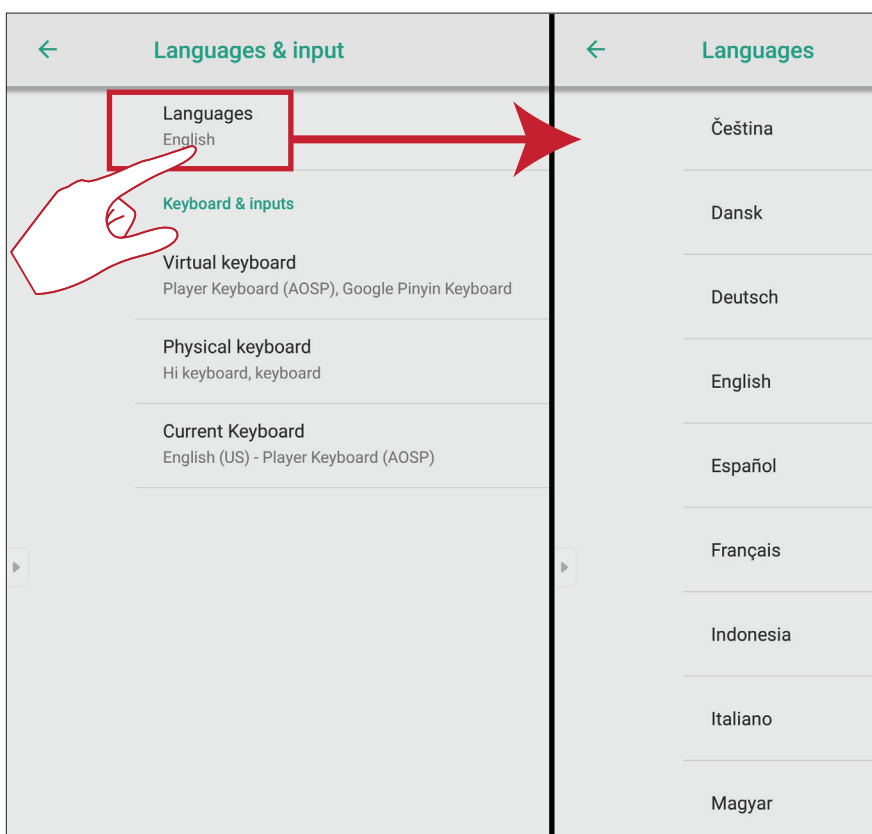 Languages & input
Languages
English
Keyboard & inputs
Virtual keyboard
Player Keyboard (AOSP), Google Pinyin Keyboard
Physical keyboard
Hi keyboard, keyboard
Current Keyboard
English (US) - Player Keyboard (AOSP)
Languages
Čeština
Dansk
Deutsch
English
Español
Français
Indonesia
Italiano
Magyar